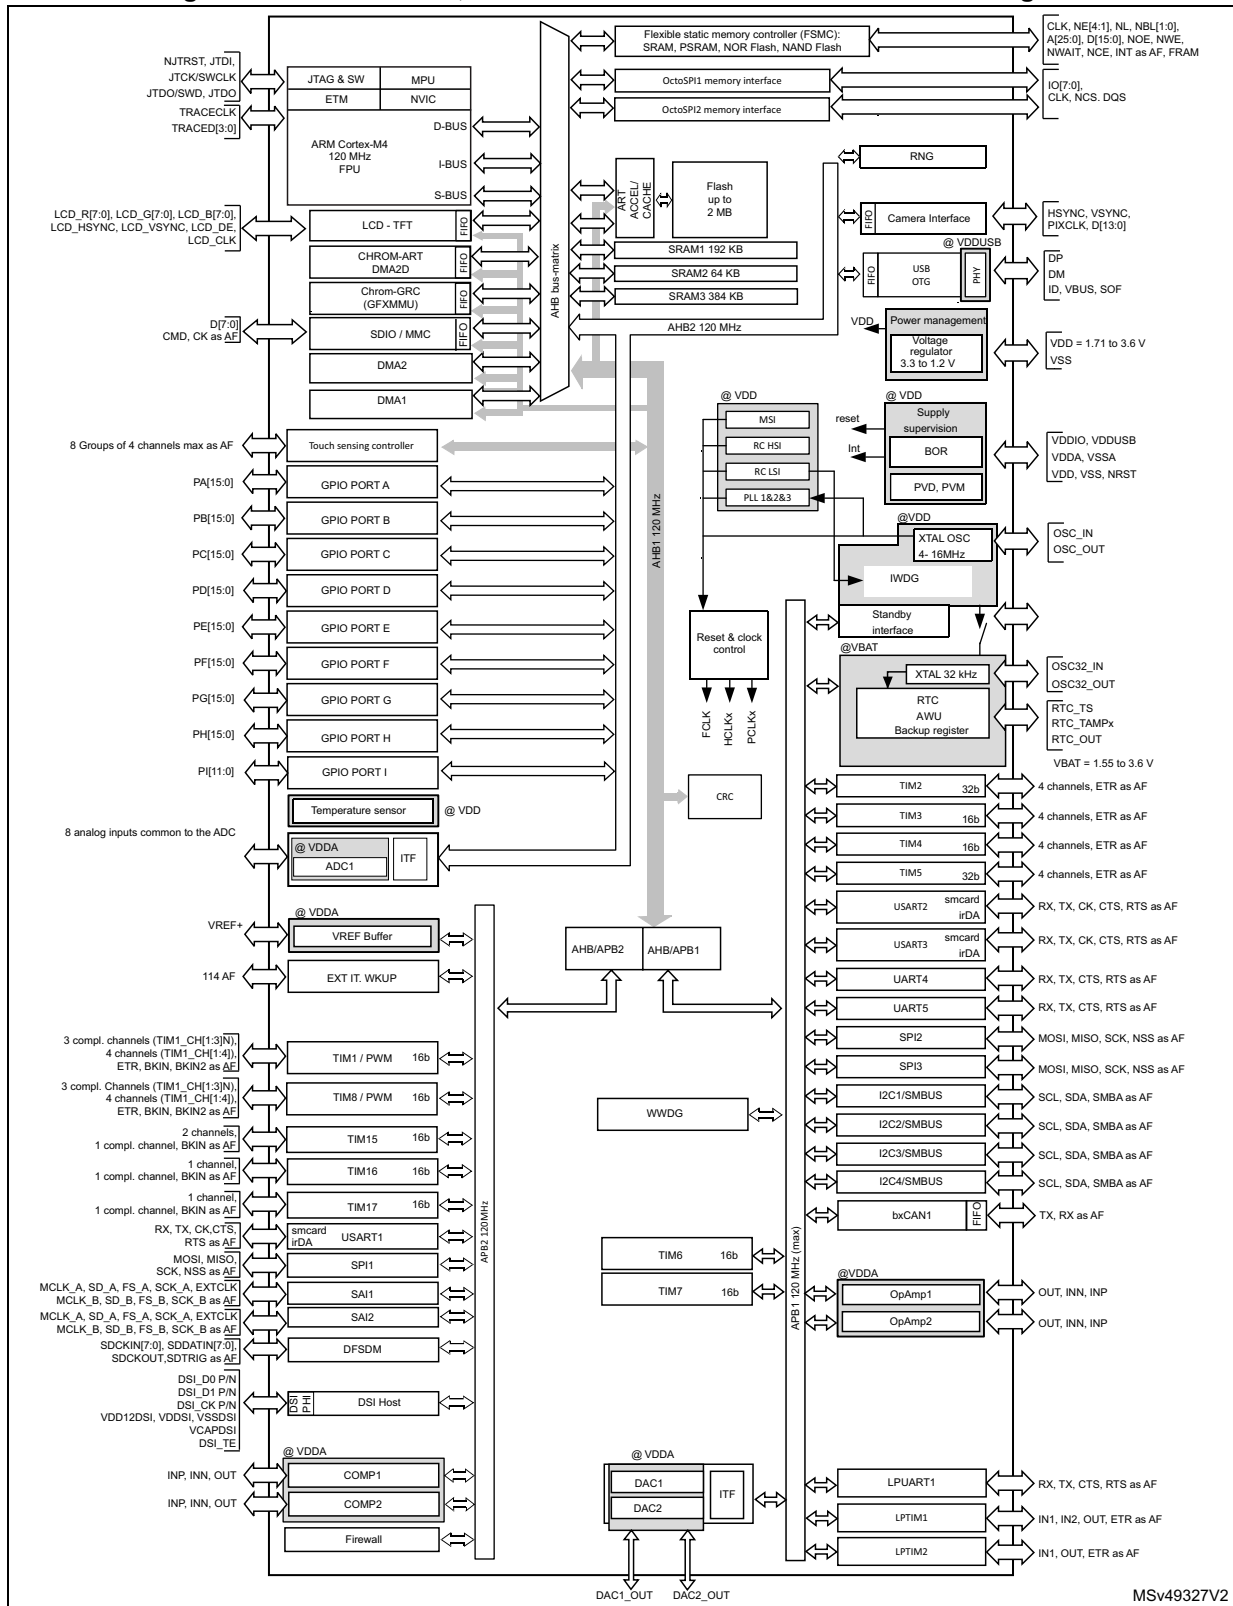 NJTRST, JTDI,
JTCK/SWCLK
JTDO/SWD, JTDO
TRACECLK
TRACED[3:0]
JTAG & SW
MPU
ETM
NVIC
ARM Cortex-M4
120 MHz
FPU
D-BUS
I-BUS
S-BUS
AHB bus-matrix
Flexible static memory controller (FSMC):
SRAM, PSRAM, NOR Flash, NAND Flash
OctoSPI1 memory interface
OctoSPI2 memory interface
CLK, NE[4:1], NL, NBL[1:0],
A[25:0], D[15:0], NOE, NWE,
NWAIT, NCE, INT as AF, FRAM
IO[7:0],
CLK, NCS. DQS
RNG
ART
ACCEL/
CACHE
Flash
up to
2 MB
SRAM1 192 KB
SRAM2 64 KB
SRAM3 384 KB
AHB2 120 MHz
FIFO
Camera Interface
HSYNC, VSYNC,
PIXCLK, D[13:0]
@ VDDUSB
FIFO
USB
OTG
PHY
DP
DM
ID, VBUS, SOF
LCD_R[7:0], LCD_G[7:0], LCD_B[7:0],
LCD_HSYNC, LCD_VSYNC, LCD_DE,
LCD_CLK
LCD - TFT
FIFO
CHROM-ART
DMA2D
FIFO
Chrom-GRC
(GFXMMU)
FIFO
D[7:0]
CMD, CK as AF
SDIO / MMC
FIFO
DMA2
DMA1
VDD
Power management
Voltage
regulator
3.3 to 1.2 V
VDD = 1.71 to 3.6 V
VSS
@ VDD
MSI
RC HSI
RC LSI
PLL 1&2&3
@ VDD
reset
Int
Supply
supervision
BOR
PVD, PVM
VDDIO, VDDUSB
VDDA, VSSA
VDD, VSS, NRST
@VDD
XTAL OSC
4- 16MHz
IWDG
OSC_IN
OSC_OUT
Standby
interface
@VBAT
XTAL 32 kHz
RTC
AWU
Backup register
OSC32_IN
OSC32_OUT
RTC_TS
RTC_TAMPx
RTC_OUT
VBAT = 1.55 to 3.6 V
Reset & clock
control
FCLK
HCLKx
PCLKx
AHB1 120 MHz
CRC
8 Groups of 4 channels max as AF
Touch sensing controller
PA[15:0]
GPIO PORT A
PB[15:0]
GPIO PORT B
PC[15:0]
GPIO PORT C
PD[15:0]
GPIO PORT D
PE[15:0]
GPIO PORT E
PF[15:0]
GPIO PORT F
PG[15:0]
GPIO PORT G
PH[15:0]
GPIO PORT H
PI[11:0]
GPIO PORT I
Temperature sensor
@ VDD
8 analog inputs common to the ADC
@ VDDA
ADC1
ITF
VREF+
@ VDDA
VREF Buffer
114 AF
EXT IT. WKUP
AHB/APB2
AHB/APB1
3 compl. channels (TIM1_CH[1:3]N),
4 channels (TIM1_CH[1:4]),
ETR, BKIN, BKIN2 as AF
TIM1 / PWM
16b
3 compl. Channels (TIM1_CH[1:3]N),
4 channels (TIM1_CH[1:4]),
ETR, BKIN, BKIN2 as AF
TIM8 / PWM
16b
2 channels,
1 compl. channel, BKIN as AF
TIM15
16b
1 channel,
1 compl. channel, BKIN as AF
TIM16
16b
1 channel,
1 compl. channel, BKIN as AF
TIM17
16b
RX, TX, CK,CTS,
RTS as AF
smcard
irDA
USART1
MOSI, MISO,
SCK, NSS as AF
SPI1
MCLK_A, SD_A, FS_A, SCK_A, EXTCLK
MCLK_B, SD_B, FS_B, SCK_B as AF
SAI1
MCLK_A, SD_A, FS_A, SCK_A, EXTCLK
MCLK_B, SD_B, FS_B, SCK_B as AF
SAI2
SDCKIN[7:0], SDDATIN[7:0],
SDCKOUT,SDTRIG as AF
DFSDM
DSI_D0 P/N
DSI_D1 P/N
DSI_CK P/N
VDD12DSI, VDDSI, VSSDSI
VCAPDSI
DSI_TE
DSI
PHI
DSI Host
@ VDDA
INP, INN, OUT
COMP1
INP, INN, OUT
COMP2
Firewall
APB2 120MHz
WWDG
TIM6
16b
TIM7
16b
@ VDDA
DAC1
DAC2
ITF
DAC1_OUT
DAC2_OUT
APB1 120 MHz (max)
TIM2
32b
4 channels, ETR as AF
TIM3
16b
4 channels, ETR as AF
TIM4
16b
4 channels, ETR as AF
TIM5
32b
4 channels, ETR as AF
USART2
smcard
irDA
RX, TX, CK, CTS, RTS as AF
USART3
smcard
irDA
RX, TX, CK, CTS, RTS as AF
UART4
RX, TX, CTS, RTS as AF
UART5
RX, TX, CTS, RTS as AF
SPI2
MOSI, MISO, SCK, NSS as AF
SPI3
MOSI, MISO, SCK, NSS as AF
I2C1/SMBUS
SCL, SDA, SMBA as AF
I2C2/SMBUS
SCL, SDA, SMBA as AF
I2C3/SMBUS
SCL, SDA, SMBA as AF
I2C4/SMBUS
SCL, SDA, SMBA as AF
bxCAN1
FIFO
TX, RX as AF
@VDDA
OpAmp1
OUT, INN, INP
OpAmp2
OUT, INN, INP
LPUART1
RX, TX, CTS, RTS as AF
LPTIM1
IN1, IN2, OUT, ETR as AF
LPTIM2
IN1, OUT, ETR as AF
MSv49327V2